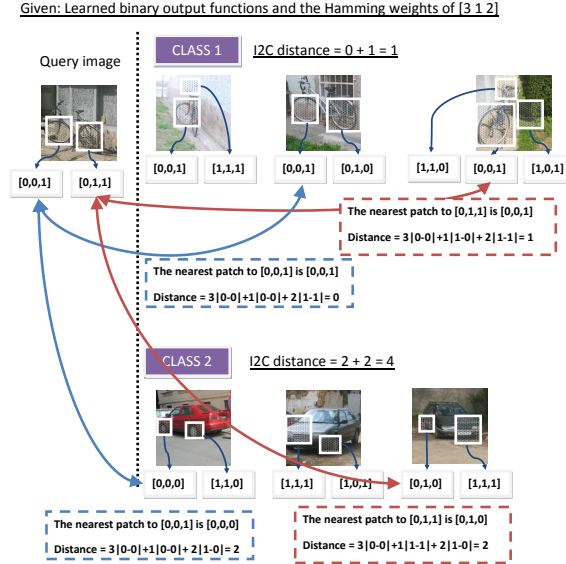 Given: Learned binary output functions and the Hamming weights of [3 1 2]
CLASS 1
I2C distance = 0 + 1 = 1
Query image
[0,0,1]
[0,1,1]
[0,0,1]
[1,1,1]
[0,0,1]
[0,1,0]
[1,1,0]
[0,0,1]
[1,0,1]
The nearest patch to [0,1,1] is [0,0,1]
Distance = 3|0-0|+1|1-0|+ 2|1-1|= 1
The nearest patch to [0,0,1] is [0,0,1]
Distance = 3|0-0|+1|0-0|+ 2|1-1|= 0
CLASS 2
I2C distance = 2 + 2 = 4
[0,0,0]
[1,1,0]
[1,1,1]
[1,0,1]
[0,1,0]
[1,1,1]
The nearest patch to [0,0,1] is [0,0,0]
Distance = 3|0-0|+1|0-0|+ 2|1-0|= 2
The nearest patch to [0,1,1] is [0,1,0]
Distance = 3|0-0|+1|1-1|+ 2|1-0|= 2